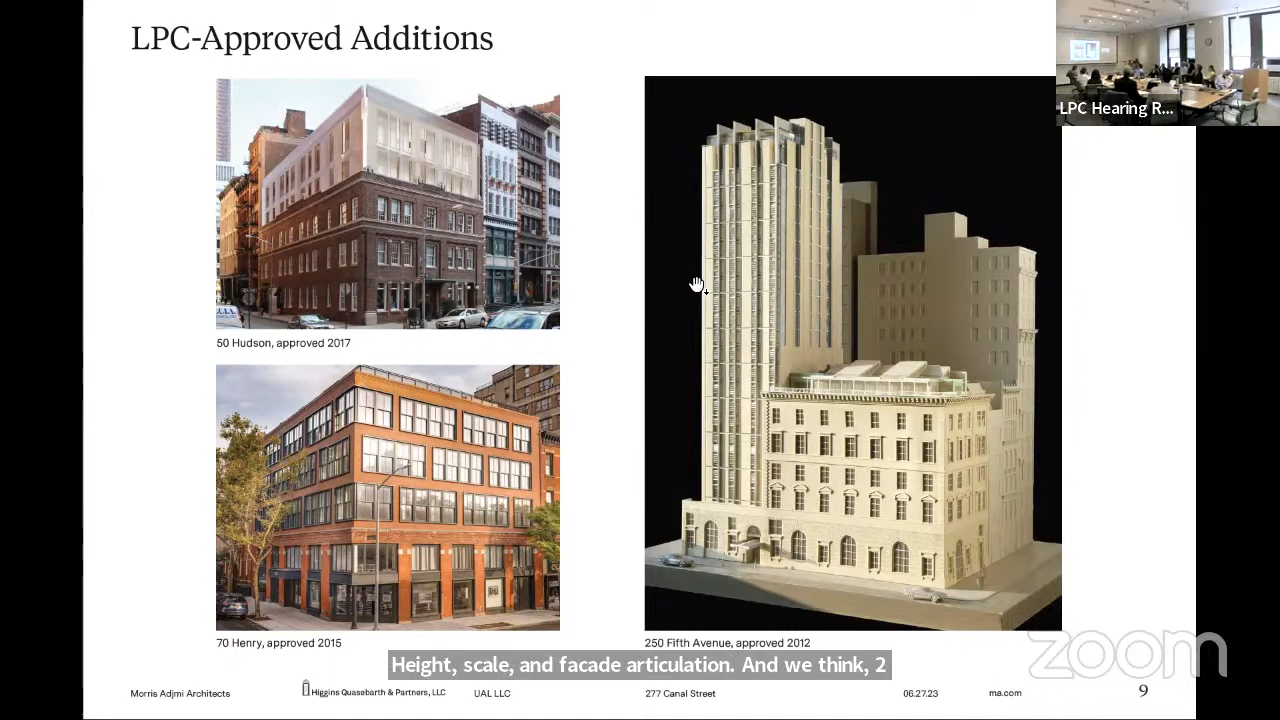 LPC-Approved Additions
LPC Hearing R...
50 Hudson, approved 2017
70 Henry, approved 2015
250 Fifth Avenue, approved 2012
Height, scale, and facade articulation. And we think, 2
zoom
Morris Adjmi Architects
Higgins Quasebarth & Partners, LLC
UAL LLC
277 Canal Street
06.27.23
ma.com
9